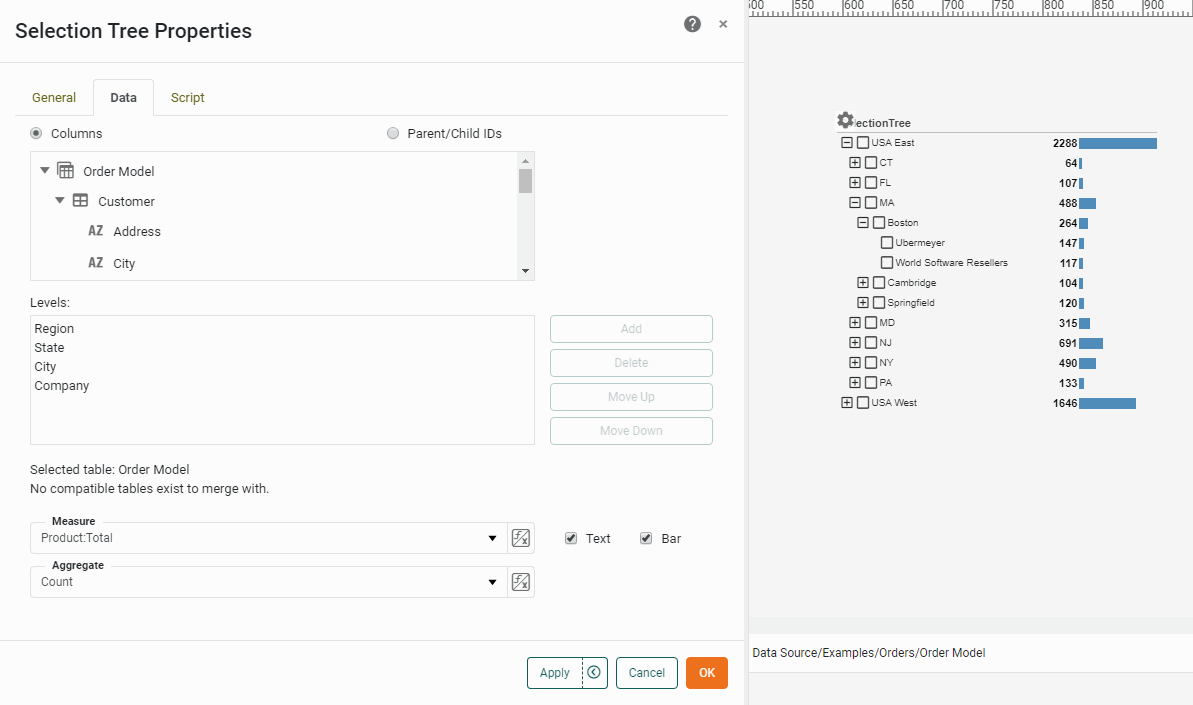 Selection Tree Properties
General
Data
Script
Columns
Parent/Child IDs
Order Model
Customer
AZ Address
AZ City
Levels:
Region
State
City
Company
Add
Delete
Move Up
Move Down
Selected table: Order Model
No compatible tables exist to merge with.
Measure
Product:Total
Text
Bar
Aggregate
Count
Apply
Cancel
OK
550 600 650 700 750 800 850 900
lectionTree
USA East 2288
CT 64
FL 107
MA 488
Boston 264
Ubermeyer 147
World Software Resellers 117
Cambridge 104
Springfield 120
MD 315
NJ 691
NY 490
PA 133
USA West 1646
Data Source/Examples/Orders/Order Model